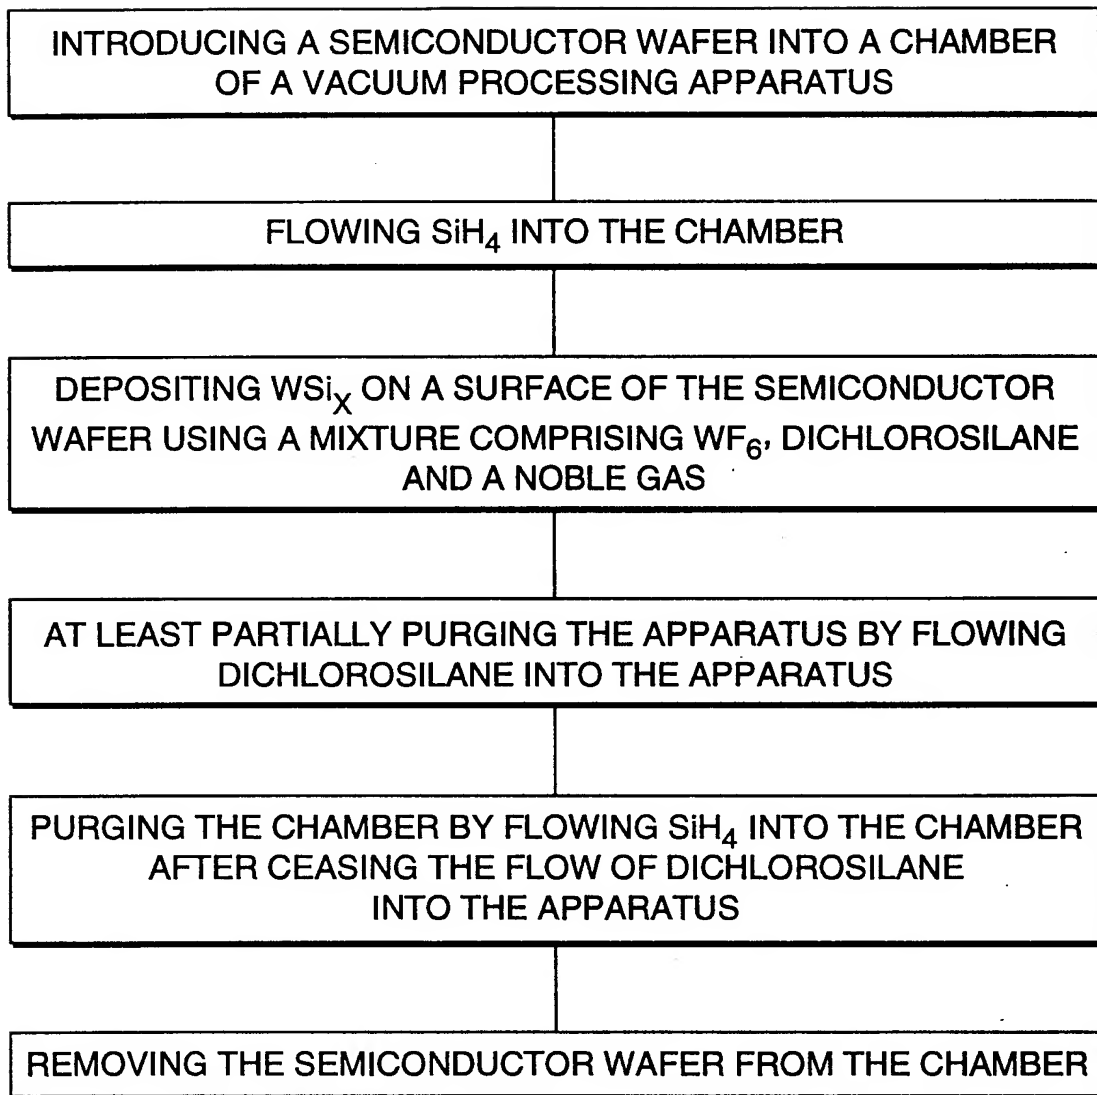 INTRODUCING A SEMICONDUCTOR WAFER INTO A CHAMBER
OF A VACUUM PROCESSING APPARATUS
FLOWING SiH4 INTO THE CHAMBER
DEPOSITING WSiX ON A SURFACE OF THE SEMICONDUCTOR
WAFER USING A MIXTURE COMPRISING WF6, DICHLOROSILANE
AND A NOBLE GAS
AT LEAST PARTIALLY PURGING THE APPARATUS BY FLOWING
DICHLOROSILANE INTO THE APPARATUS
PURGING THE CHAMBER BY FLOWING SiH4 INTO THE CHAMBER
AFTER CEASING THE FLOW OF DICHLOROSILANE
INTO THE APPARATUS
REMOVING THE SEMICONDUCTOR WAFER FROM THE CHAMBER